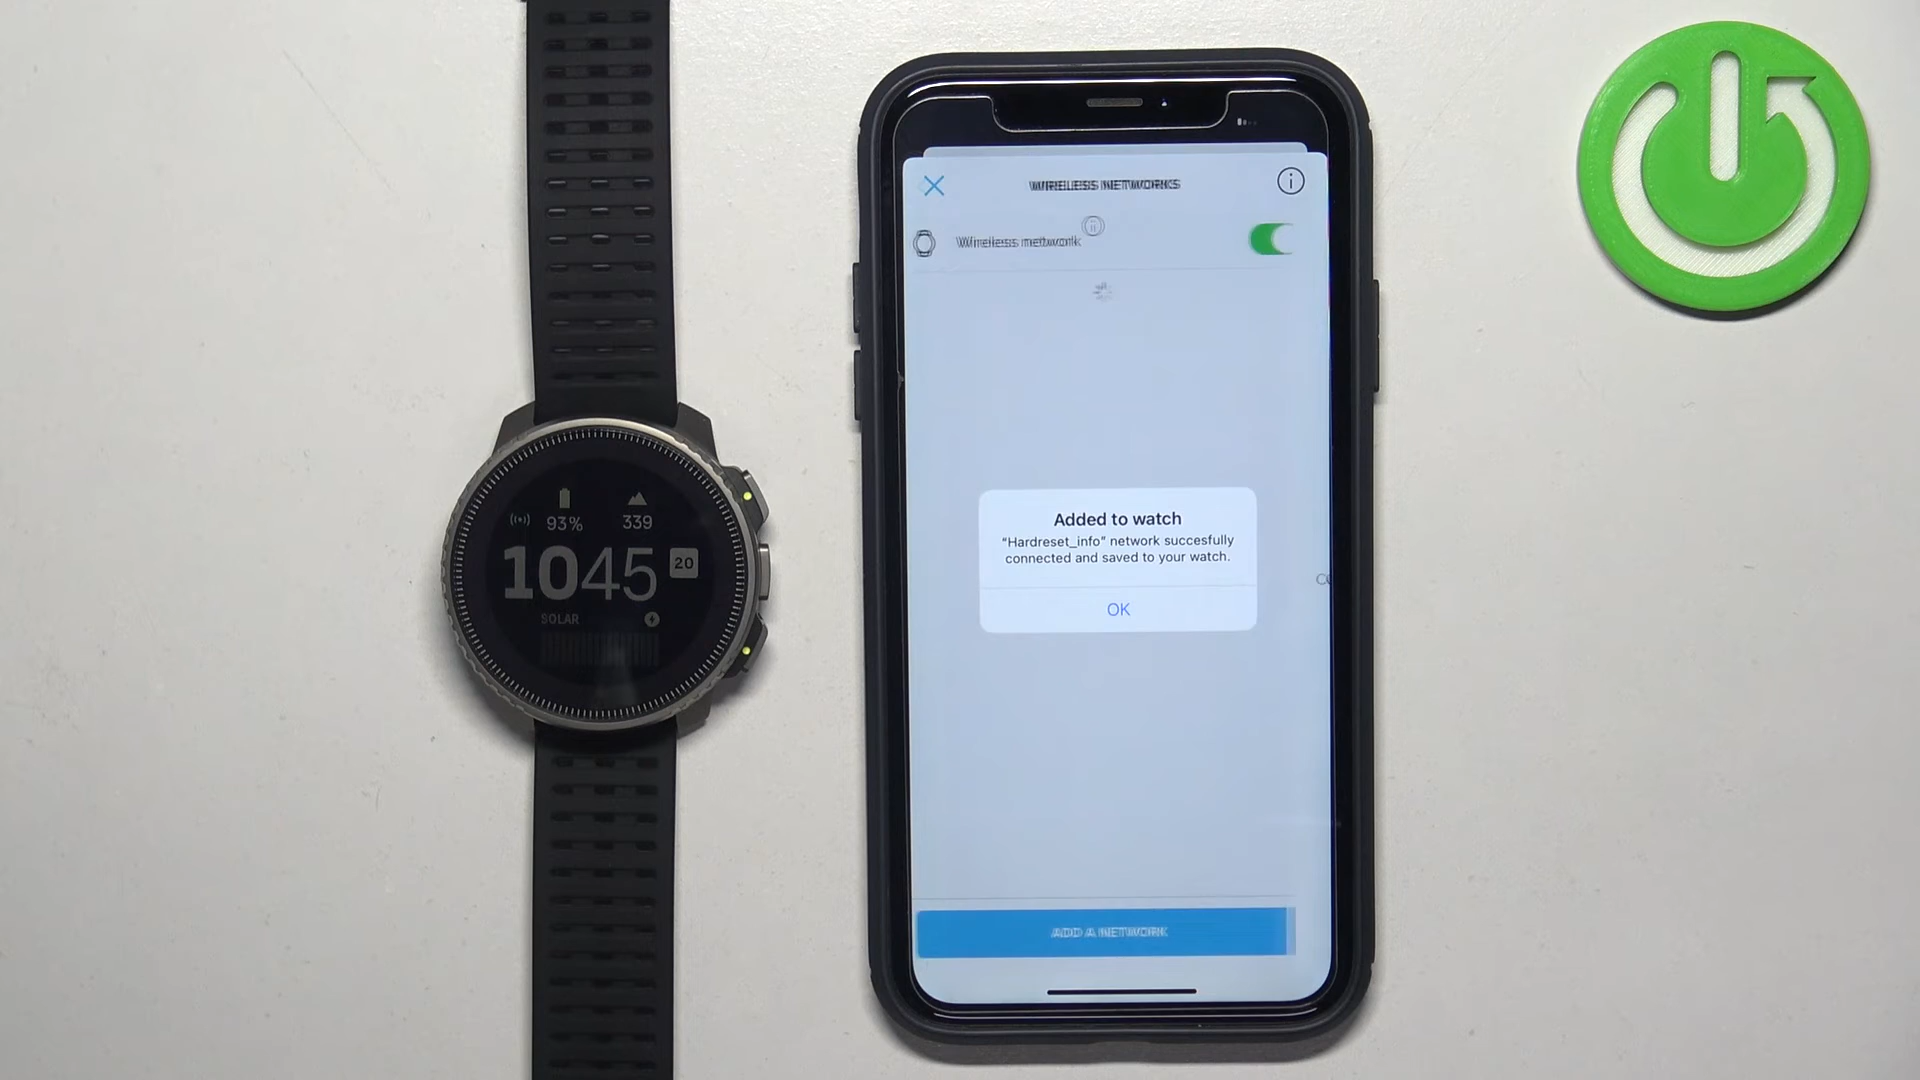 WIRELESS NETWORKS
Wireless network
Added to watch
"Hardreset_info" network succesfully
connected and saved to your watch.
OK
ADD A NETWORK
93% 339
1045 20
SOLAR